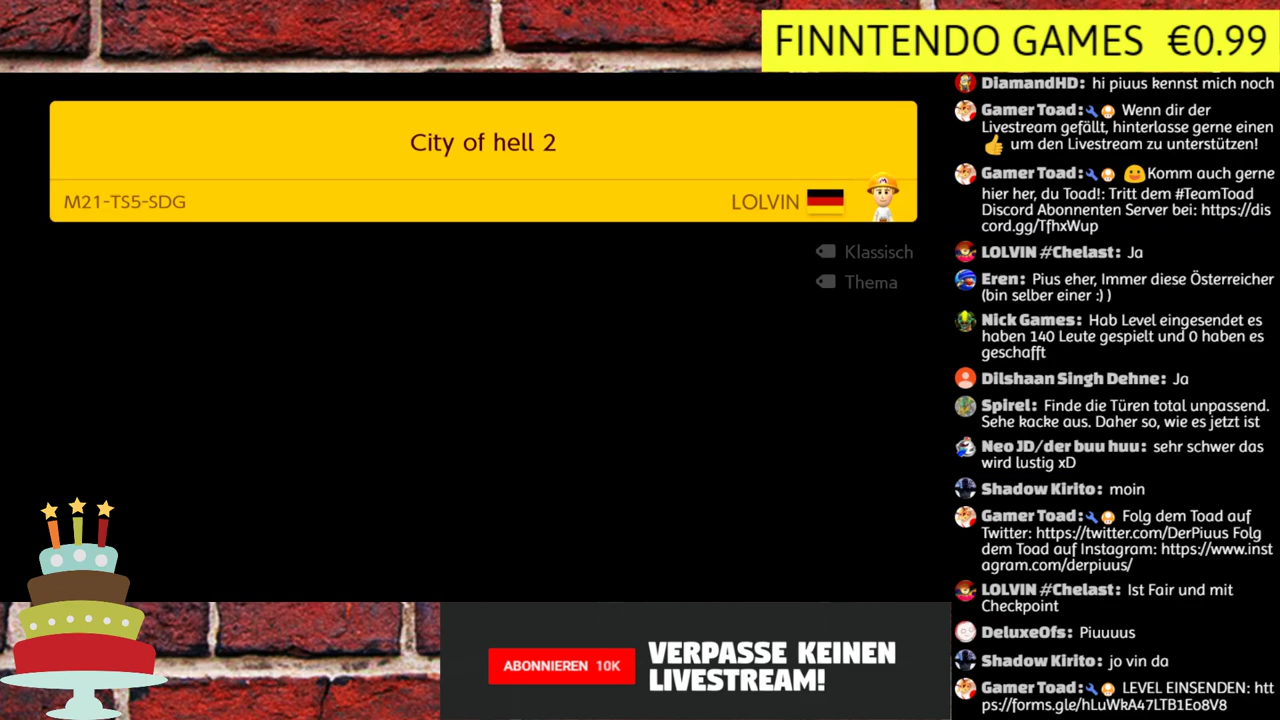 FINNTENDO GAMES €0.99
City of hell 2
M21-TS5-SDG
LOLVIN
Klassisch
Thema
DiamandHD: hi piuus kennst mich noch
Gamer Toad: Wenn dir der
Livestream gefällt, hinterlasse gerne einen
um den Livestream zu unterstützen!
Gamer Toad: Komm auch gerne
hier her, du Toad!: Tritt dem #TeamToad
Discord Abonnenten Server bei: https://dis
cord.gg/TfhxWup
LOLVIN #Chelast: Ja
Eren: Pius eher, Immer diese Österreicher
(bin selber einer :) )
Nick Games: Hab Level eingesendet es
haben 140 Leute gespielt und 0 haben es
geschafft
Dilshaan Singh Dehne: Ja
Spirel: Finde die Türen total unpassend.
Sehe kacke aus. Daher so, wie es jetzt ist
Neo JD/der buu huu: sehr schwer das
wird lustig xD
Shadow Kirito: moin
Gamer Toad: Folg dem Toad auf
Twitter: https://twitter.com/DerPiuus Folg
dem Toad auf Instagram: https://www.inst
agram.com/derpiuus/
LOLVIN #Chelast: Ist Fair und mit
Checkpoint
DeluxeOfs: Piuuuus
Shadow Kirito: jo vin da
Gamer Toad: LEVEL EINSENDEN: htt
ps://forms.gle/hLuWkA47LTB1Eo8V8
ABONNIEREN 10K
VERPASSE KEINEN
LIVESTREAM!